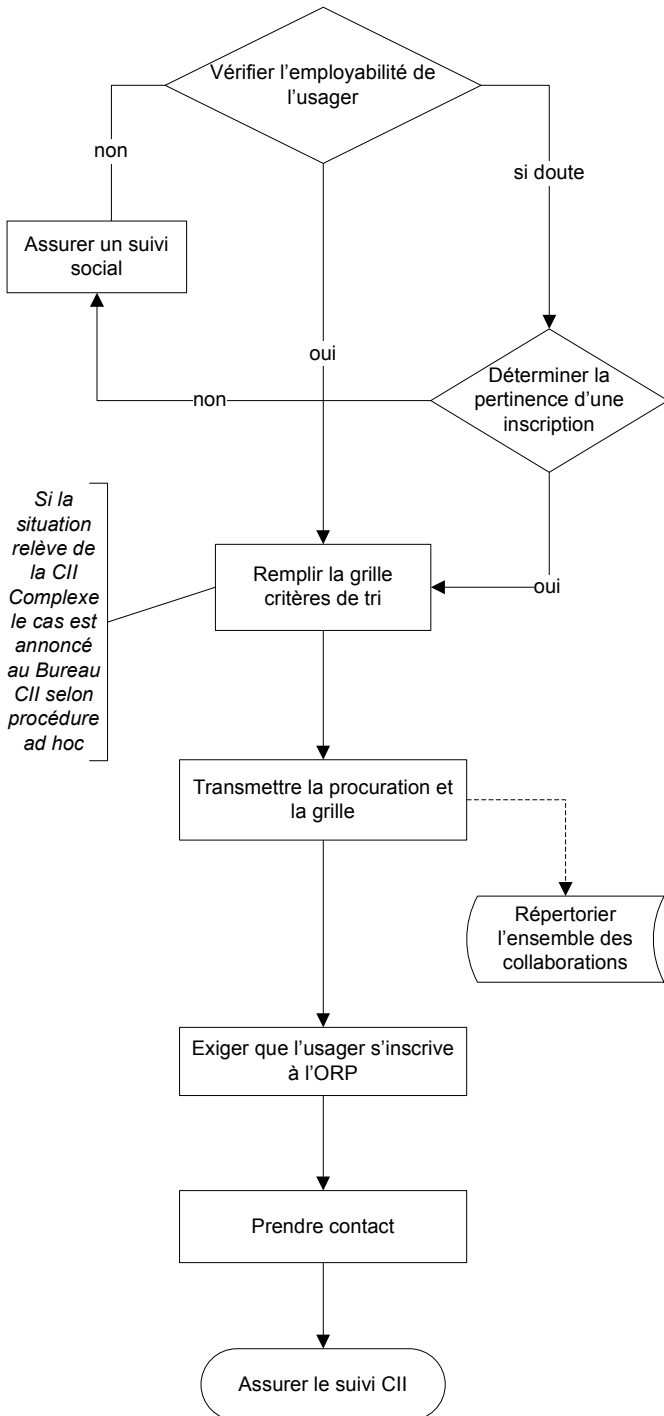 Vérifier l’employabilité de
l’usager
non
si doute
Assurer un suivi
social
oui
Déterminer la
pertinence d’une
inscription
non
Si la
situation
relève de
la CII
Complexe
le cas est
annoncé
au Bureau
CII selon
procédure
ad hoc
Remplir la grille
critères de tri
oui
Transmettre la procuration et
la grille
Répertorier
l’ensemble des
collaborations
Exiger que l’usager s’inscrive
à l’ORP
Prendre contact
Assurer le suivi CII